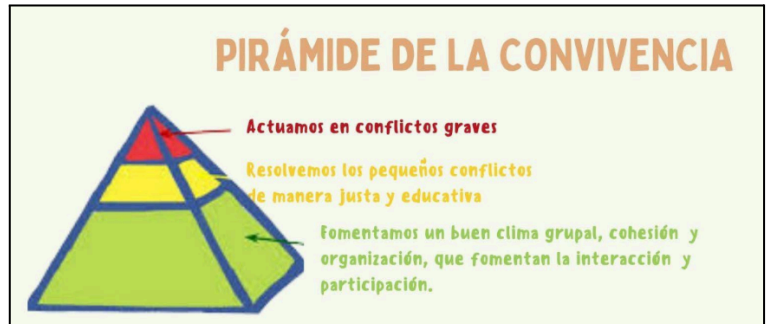 PIRÁMIDE DE LA CONVIVENCIA
Actuamos en conflictos graves
Resolvemos los pequeños conflictos
de manera justa y educativa
Fomentamos un buen clima grupal, cohesión y
organización, que fomentan la interacción y
participación.